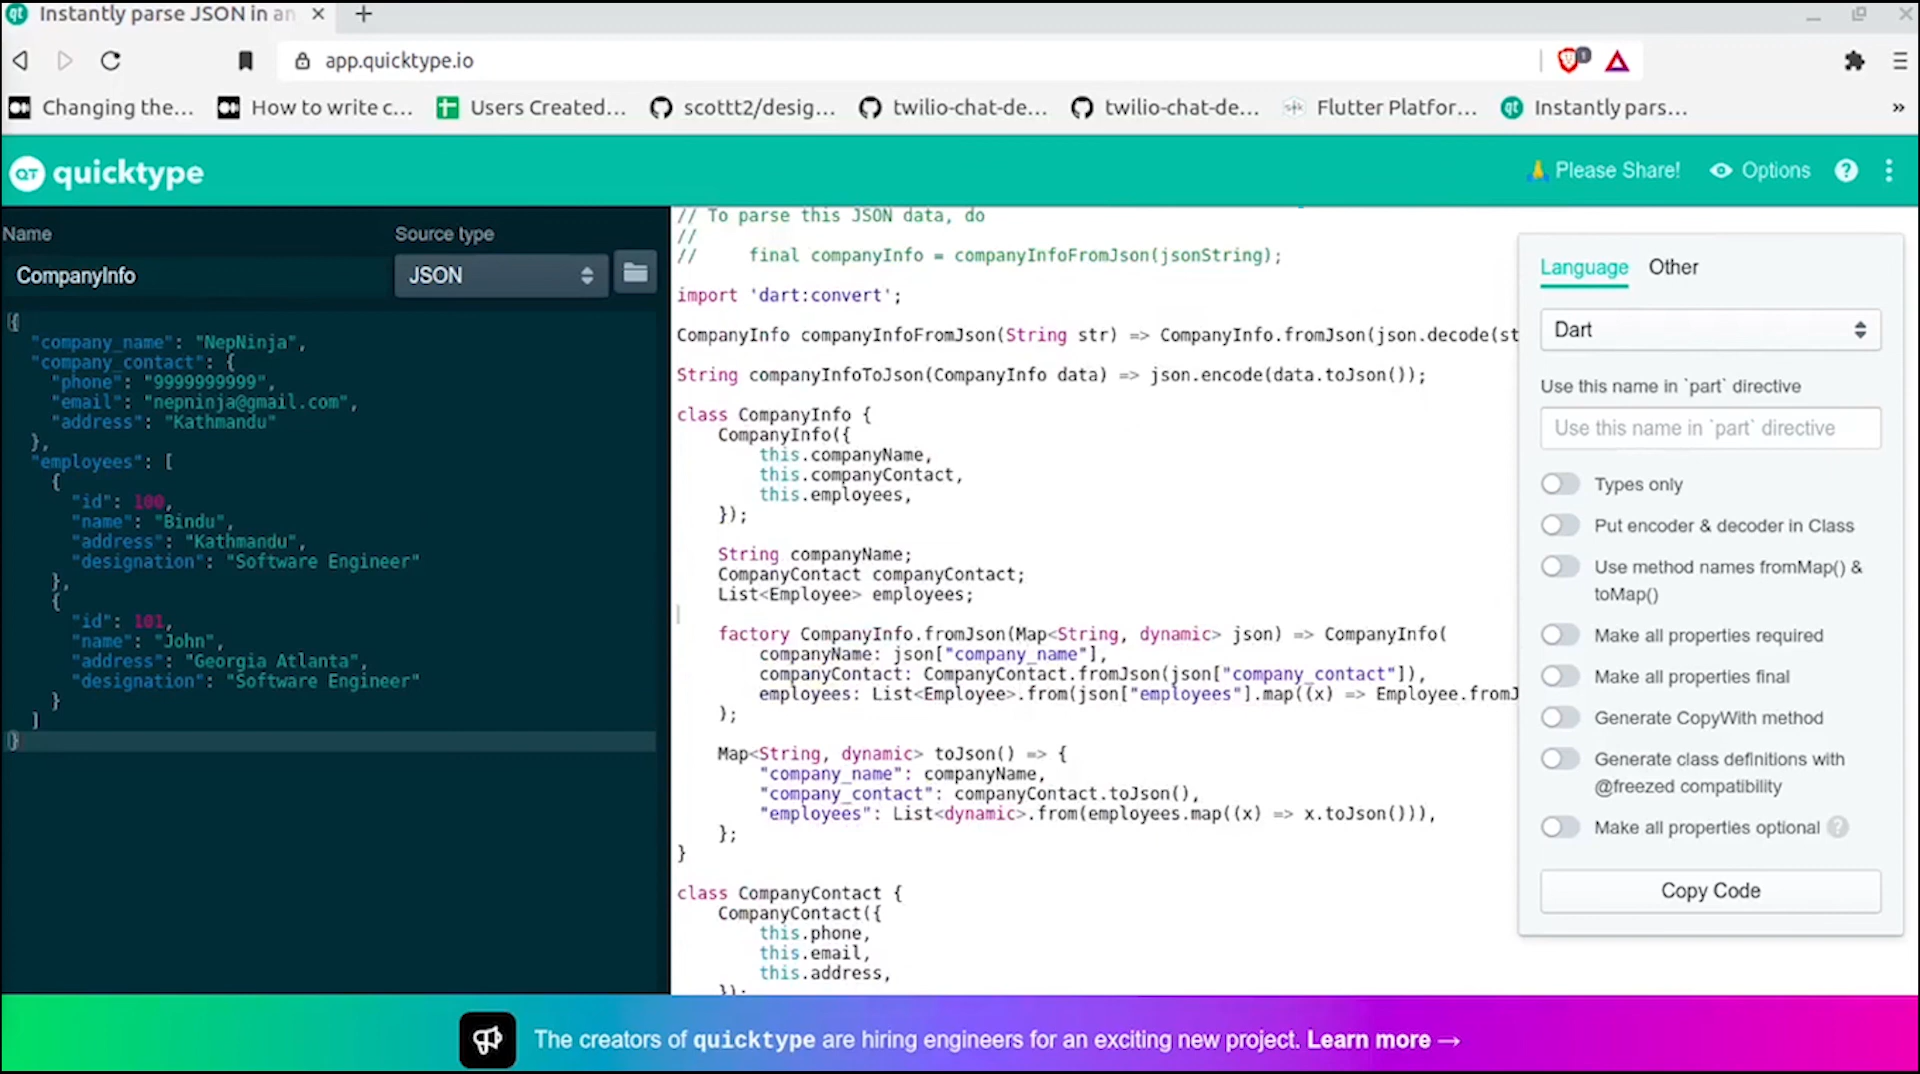 Instantly parse JSON in an
app.quicktype.io
1
Changing the...
How to write c...
Users Created...
scottt2/desig...
twilio-chat-de...
twilio-chat-de...
Flutter Platfor...
Instantly pars...
»
QT quicktype
Please Share!
Options
?
Name
Source type
CompanyInfo
JSON
{
"company_name": "NepNinja",
"company_contact": {
"phone": "9999999999",
"email": "nepninja@gmail.com",
"address": "Kathmandu"
},
"employees": [
{
"id": 100,
"name": "Bindu",
"address": "Kathmandu",
"designation": "Software Engineer"
},
{
"id": 101,
"name": "John",
"address": "Georgia Atlanta",
"designation": "Software Engineer"
}
]
}
// To parse this JSON data, do
//
// final companyInfo = companyInfoFromJson(jsonString);
import 'dart:convert';
CompanyInfo companyInfoFromJson(String str) => CompanyInfo.fromJson(json.decode(st
String companyInfoToJson(CompanyInfo data) => json.encode(data.toJson());
class CompanyInfo {
CompanyInfo({
this.companyName,
this.companyContact,
this.employees,
});
String companyName;
CompanyContact companyContact;
List<Employee> employees;
factory CompanyInfo.fromJson(Map<String, dynamic> json) => CompanyInfo(
companyName: json["company_name"],
companyContact: CompanyContact.fromJson(json["company_contact"]),
employees: List<Employee>.from(json["employees"].map((x) => Employee.fromJ
);
Map<String, dynamic> toJson() => {
"company_name": companyName,
"company_contact": companyContact.toJson(),
"employees": List<dynamic>.from(employees.map((x) => x.toJson())),
};
}
class CompanyContact {
CompanyContact({
this.phone,
this.email,
this.address,
});
Language
Other
Dart
Use this name in `part` directive
Use this name in `part` directive
Types only
Put encoder & decoder in Class
Use method names fromMap() &
toMap()
Make all properties required
Make all properties final
Generate CopyWith method
Generate class definitions with
@freezed compatibility
Make all properties optional ?
Copy Code
The creators of quicktype are hiring engineers for an exciting new project. Learn more →